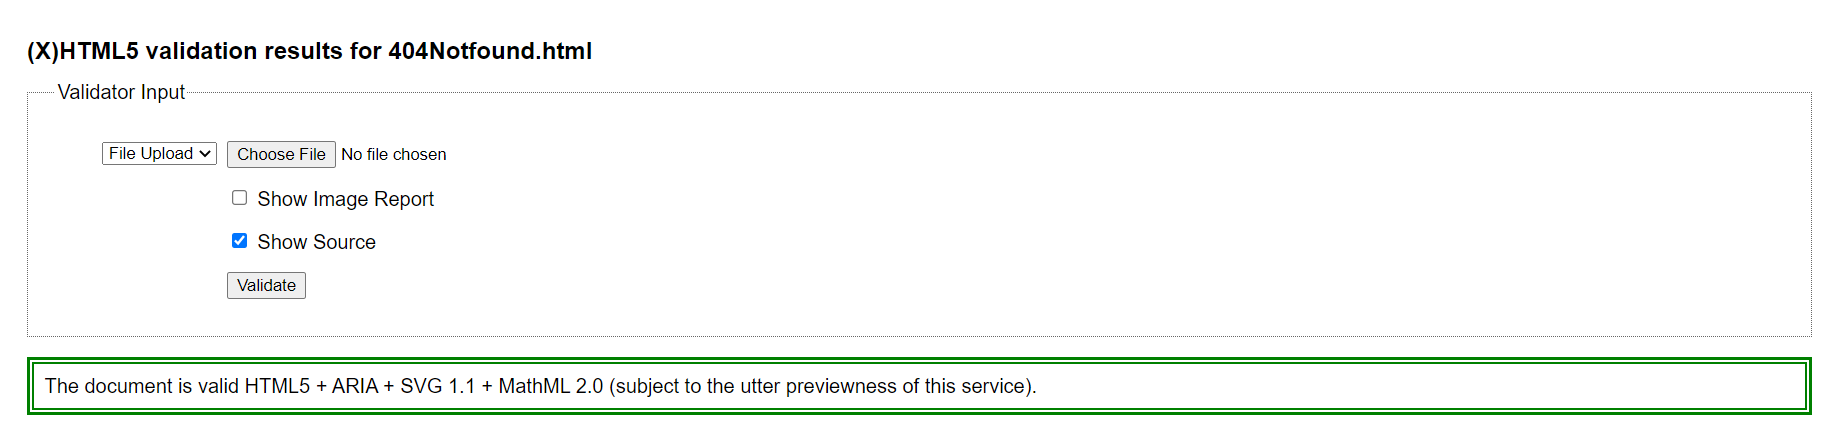 (X)HTML5 validation results for 404Notfound.html
Validator Input
File Upload Choose File No file chosen
Show Image Report
Show Source
Validate
The document is valid HTML5 + ARIA + SVG 1.1 + MathML 2.0 (subject to the utter previewness of this service).